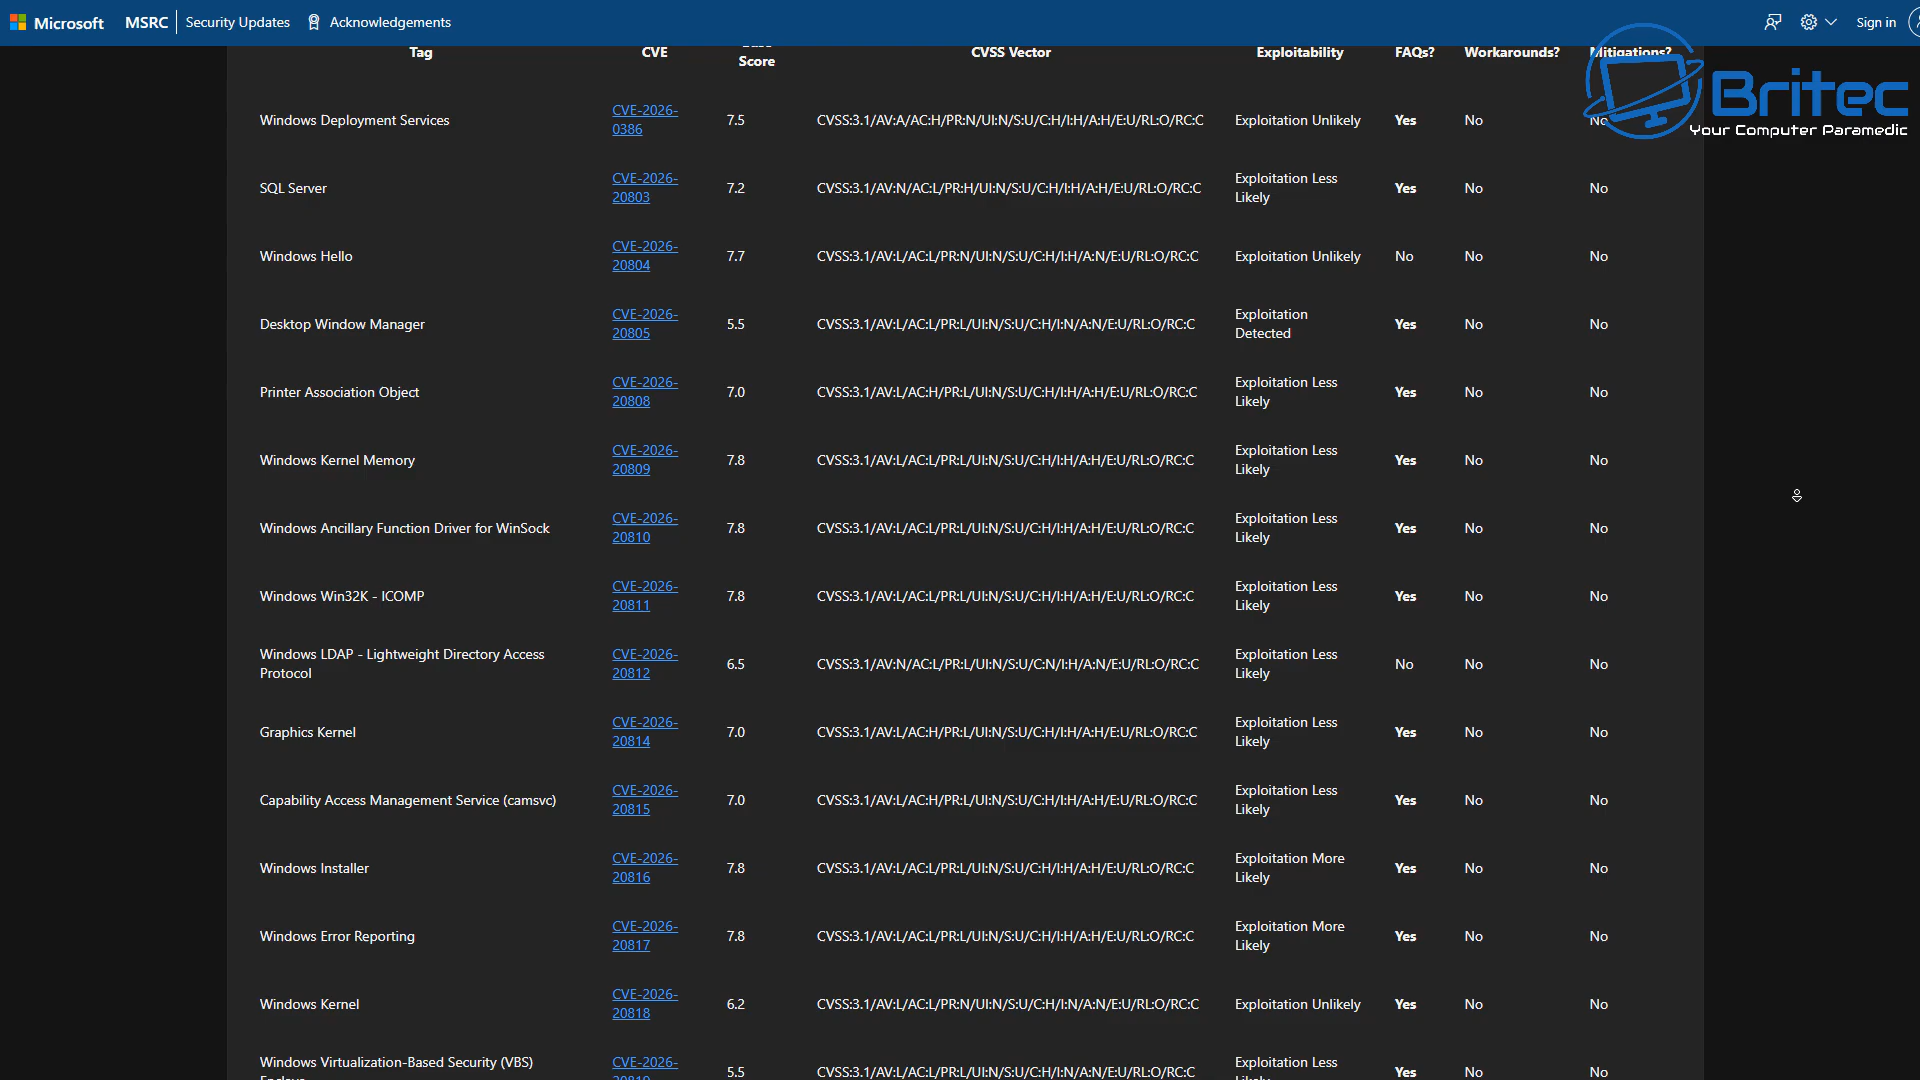 Microsoft MSRC Security Updates Acknowledgements Sign in
Tag CVE Score CVSS Vector Exploitability FAQs? Workarounds? Mitigations?
Britec
Your Computer Paramedic
Windows Deployment Services CVE-2026-0386 7.5 CVSS:3.1/AV:A/AC:H/PR:N/UI:N/S:U/C:H/I:H/A:H/E:U/RL:O/RC:C Exploitation Unlikely Yes No No
SQL Server CVE-2026-20803 7.2 CVSS:3.1/AV:N/AC:L/PR:H/UI:N/S:U/C:H/I:H/A:H/E:U/RL:O/RC:C Exploitation Less Likely Yes No No
Windows Hello CVE-2026-20804 7.7 CVSS:3.1/AV:L/AC:L/PR:N/UI:N/S:U/C:H/I:H/A:N/E:U/RL:O/RC:C Exploitation Unlikely No No No
Desktop Window Manager CVE-2026-20805 5.5 CVSS:3.1/AV:L/AC:L/PR:L/UI:N/S:U/C:H/I:N/A:N/E:U/RL:O/RC:C Exploitation Detected Yes No No
Printer Association Object CVE-2026-20808 7.0 CVSS:3.1/AV:L/AC:H/PR:L/UI:N/S:U/C:H/I:H/A:H/E:U/RL:O/RC:C Exploitation Less Likely Yes No No
Windows Kernel Memory CVE-2026-20809 7.8 CVSS:3.1/AV:L/AC:L/PR:L/UI:N/S:U/C:H/I:H/A:H/E:U/RL:O/RC:C Exploitation Less Likely Yes No No
Windows Ancillary Function Driver for WinSock CVE-2026-20810 7.8 CVSS:3.1/AV:L/AC:L/PR:L/UI:N/S:U/C:H/I:H/A:H/E:U/RL:O/RC:C Exploitation Less Likely Yes No No
Windows Win32K - ICOMP CVE-2026-20811 7.8 CVSS:3.1/AV:L/AC:L/PR:L/UI:N/S:U/C:H/I:H/A:H/E:U/RL:O/RC:C Exploitation Less Likely Yes No No
Windows LDAP - Lightweight Directory Access Protocol CVE-2026-20812 6.5 CVSS:3.1/AV:N/AC:L/PR:L/UI:N/S:U/C:N/I:H/A:N/E:U/RL:O/RC:C Exploitation Less Likely No No No
Graphics Kernel CVE-2026-20814 7.0 CVSS:3.1/AV:L/AC:H/PR:L/UI:N/S:U/C:H/I:H/A:H/E:U/RL:O/RC:C Exploitation Less Likely Yes No No
Capability Access Management Service (camsvc) CVE-2026-20815 7.0 CVSS:3.1/AV:L/AC:H/PR:L/UI:N/S:U/C:H/I:H/A:H/E:U/RL:O/RC:C Exploitation Less Likely Yes No No
Windows Installer CVE-2026-20816 7.8 CVSS:3.1/AV:L/AC:L/PR:L/UI:N/S:U/C:H/I:H/A:H/E:U/RL:O/RC:C Exploitation More Likely Yes No No
Windows Error Reporting CVE-2026-20817 7.8 CVSS:3.1/AV:L/AC:L/PR:L/UI:N/S:U/C:H/I:H/A:H/E:U/RL:O/RC:C Exploitation More Likely Yes No No
Windows Kernel CVE-2026-20818 6.2 CVSS:3.1/AV:L/AC:L/PR:N/UI:N/S:U/C:H/I:N/A:N/E:U/RL:O/RC:C Exploitation Unlikely Yes No No
Windows Virtualization-Based Security (VBS) CVE-2026- 5.5 CVSS:3.1/AV:L/AC:L/PR:L/UI:N/S:U/C:H/I:N/A:N/E:U/RL:O/RC:C Exploitation Less Yes No No